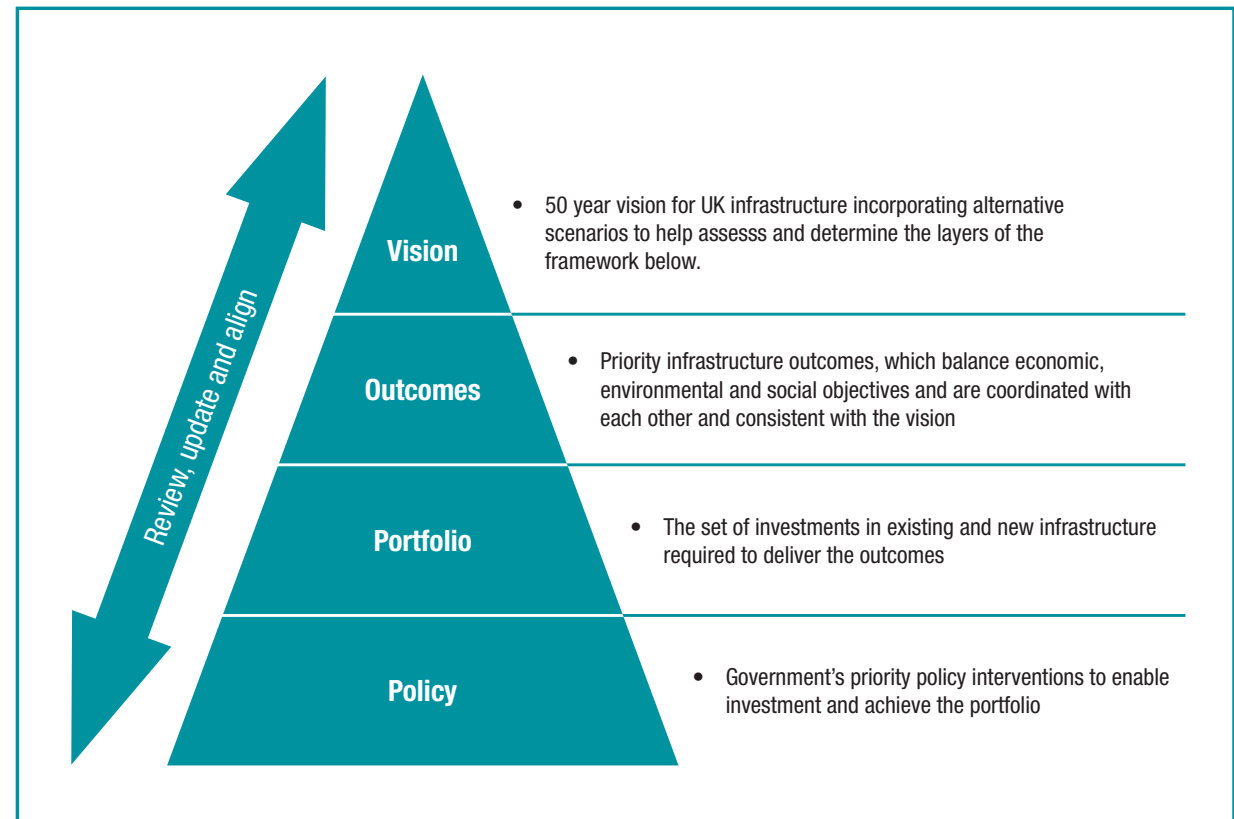 Review, update and align
Vision
• 50 year vision for UK infrastructure incorporating alternative
scenarios to help assesss and determine the layers of the
framework below.
Outcomes
• Priority infrastructure outcomes, which balance economic,
environmental and social objectives and are coordinated with
each other and consistent with the vision
Portfolio
• The set of investments in existing and new infrastructure
required to deliver the outcomes
Policy
• Government’s priority policy interventions to enable
investment and achieve the portfolio